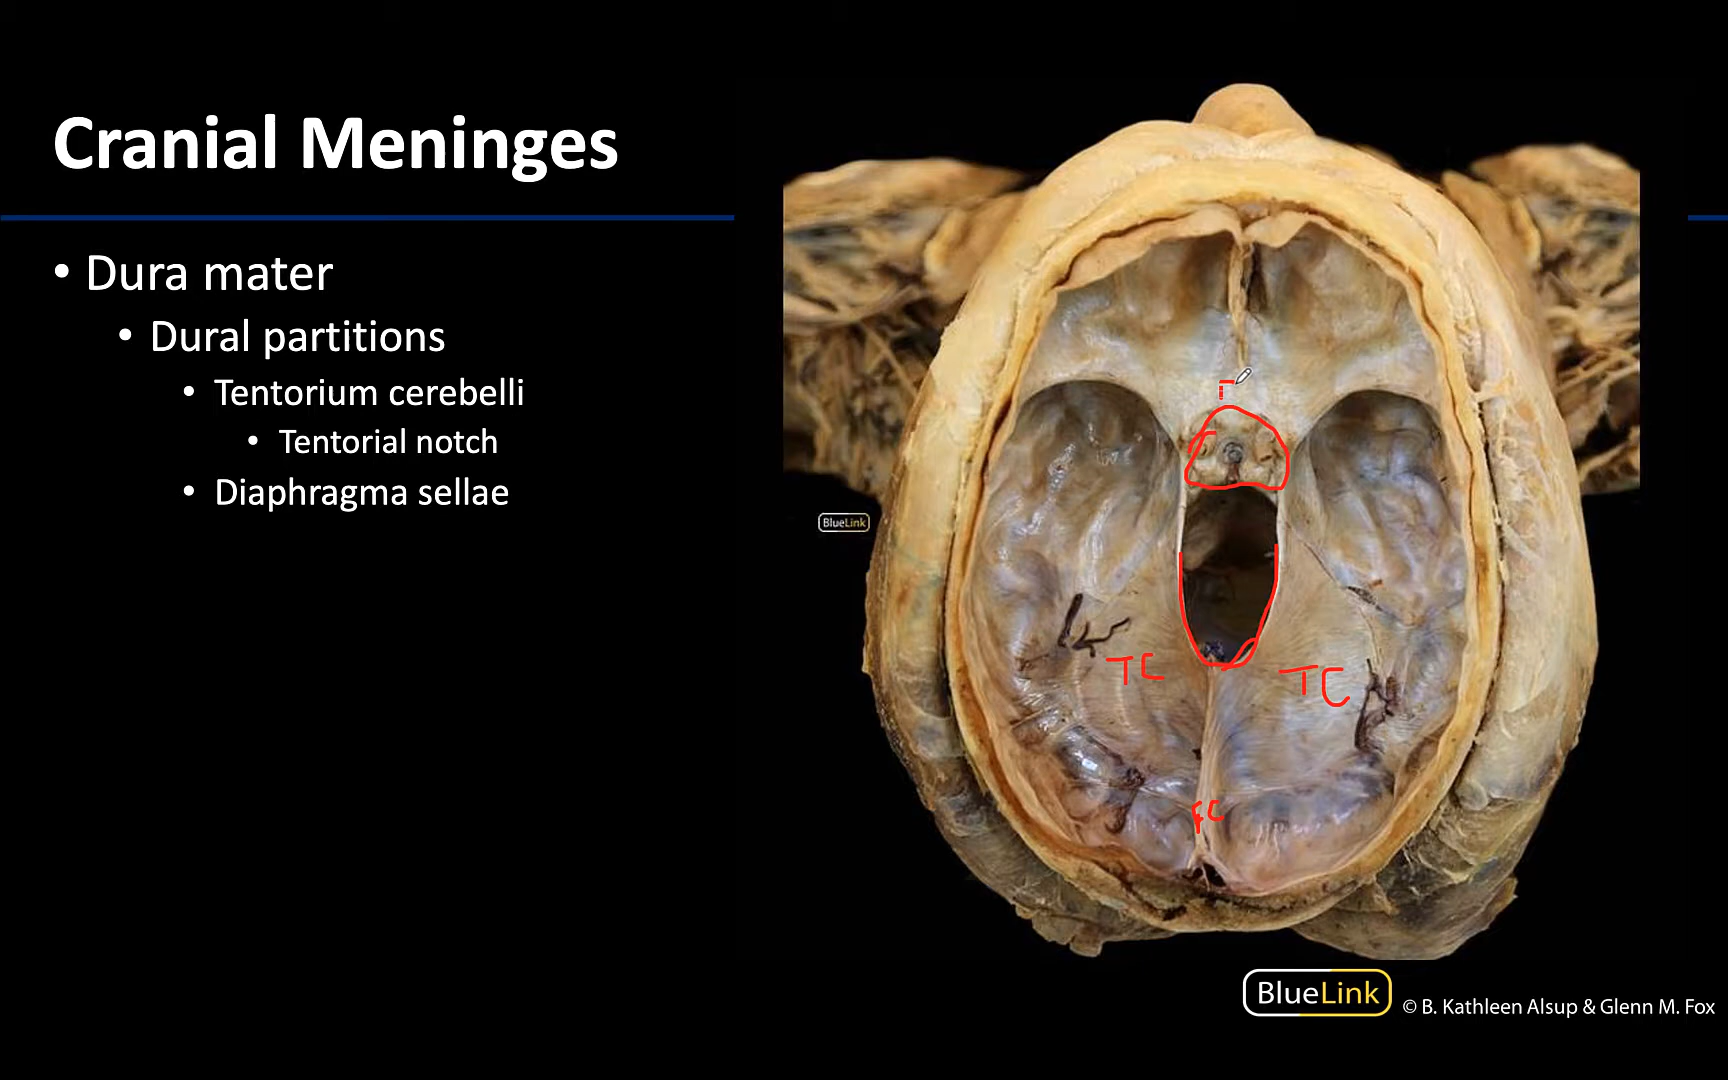 Cranial Meninges
• Dura mater
• Dural partitions
• Tentorium cerebelli
• Tentorial notch
• Diaphragma sellae
BlueLink
TC
TC
FC
BlueLink
© B. Kathleen Alsup & Glenn M. Fox